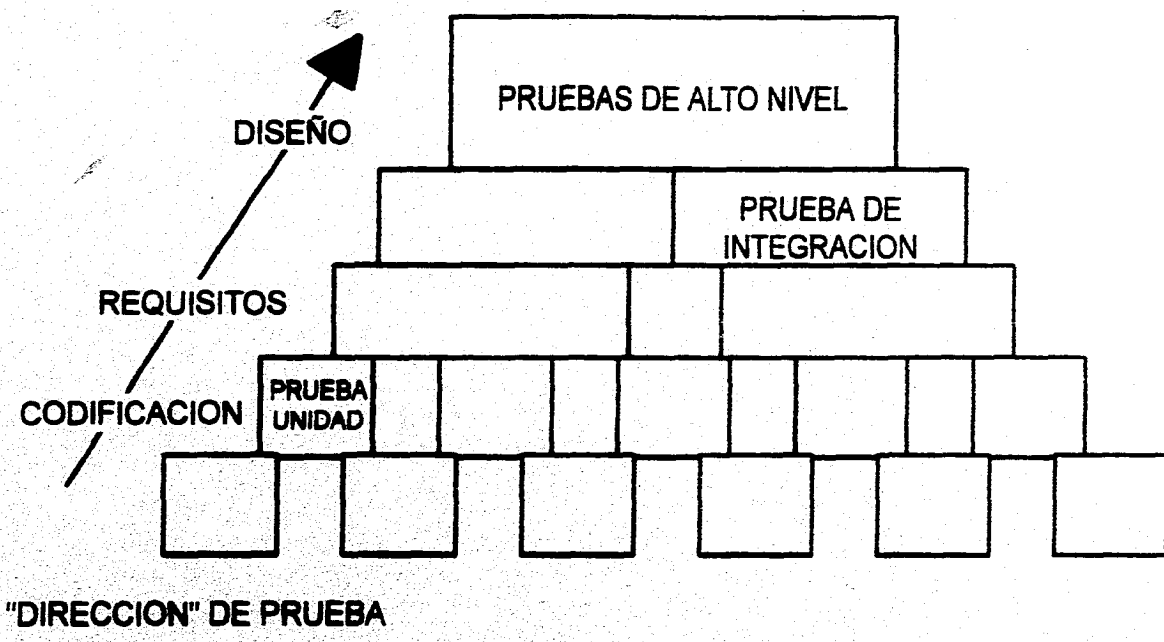 PRUEBAS DE ALTO NIVEL
DISEÑO
PRUEBA DE
INTEGRACION
REQUISITOS
PRUEBA
UNIDAD
CODIFICACION
"DIRECCION" DE PRUEBA